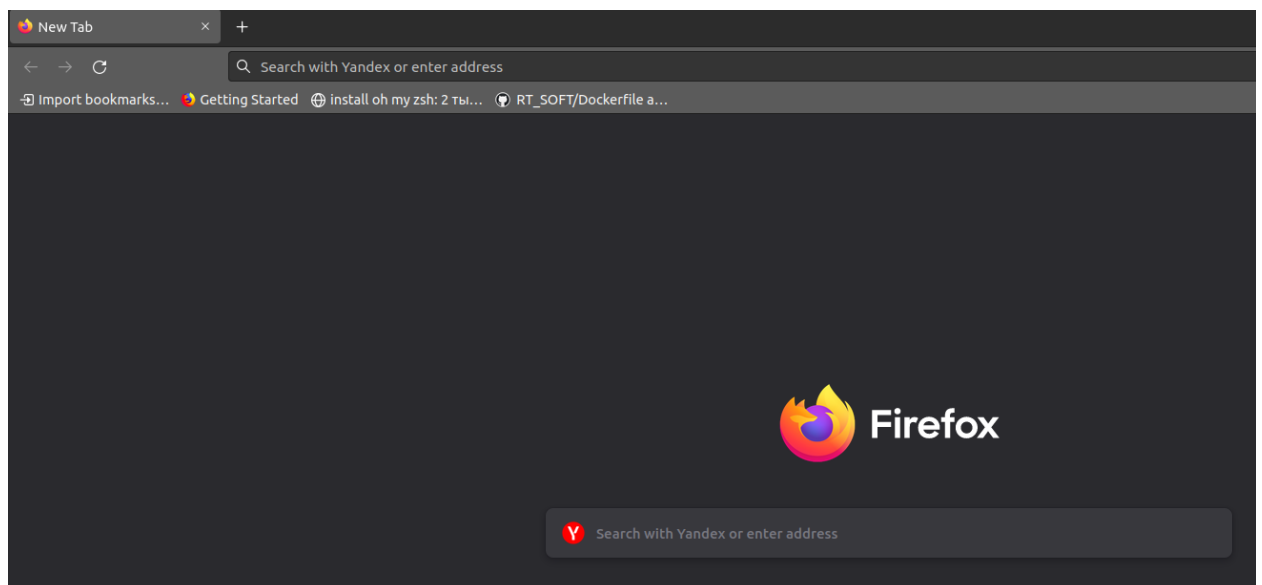 New Tab
Search with Yandex or enter address
Import bookmarks... Getting Started install oh my zsh: 2 ты... RT_SOFT/Dockerfile a...
Firefox
Y Search with Yandex or enter address